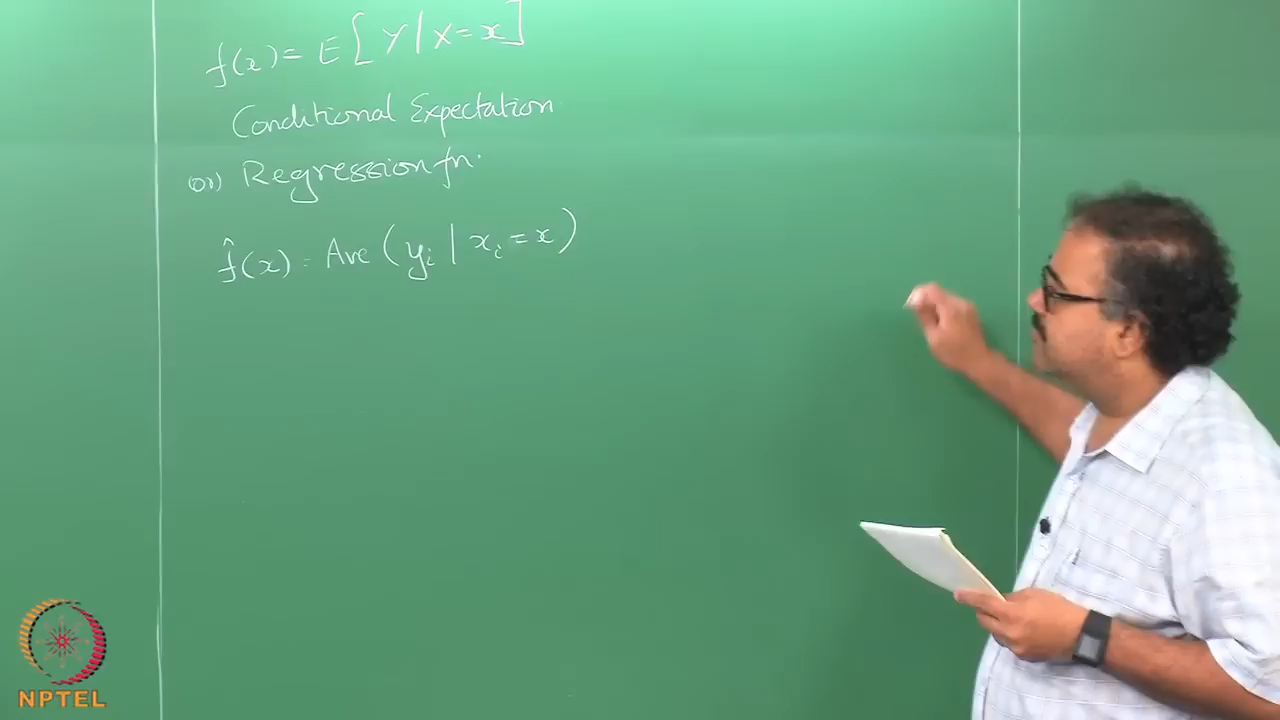 f(x) = E[Y | X = x]
Conditional Expectation
(or) Regression fn.
f̂(x) = Ave (yᵢ | xᵢ = x)
NPTEL